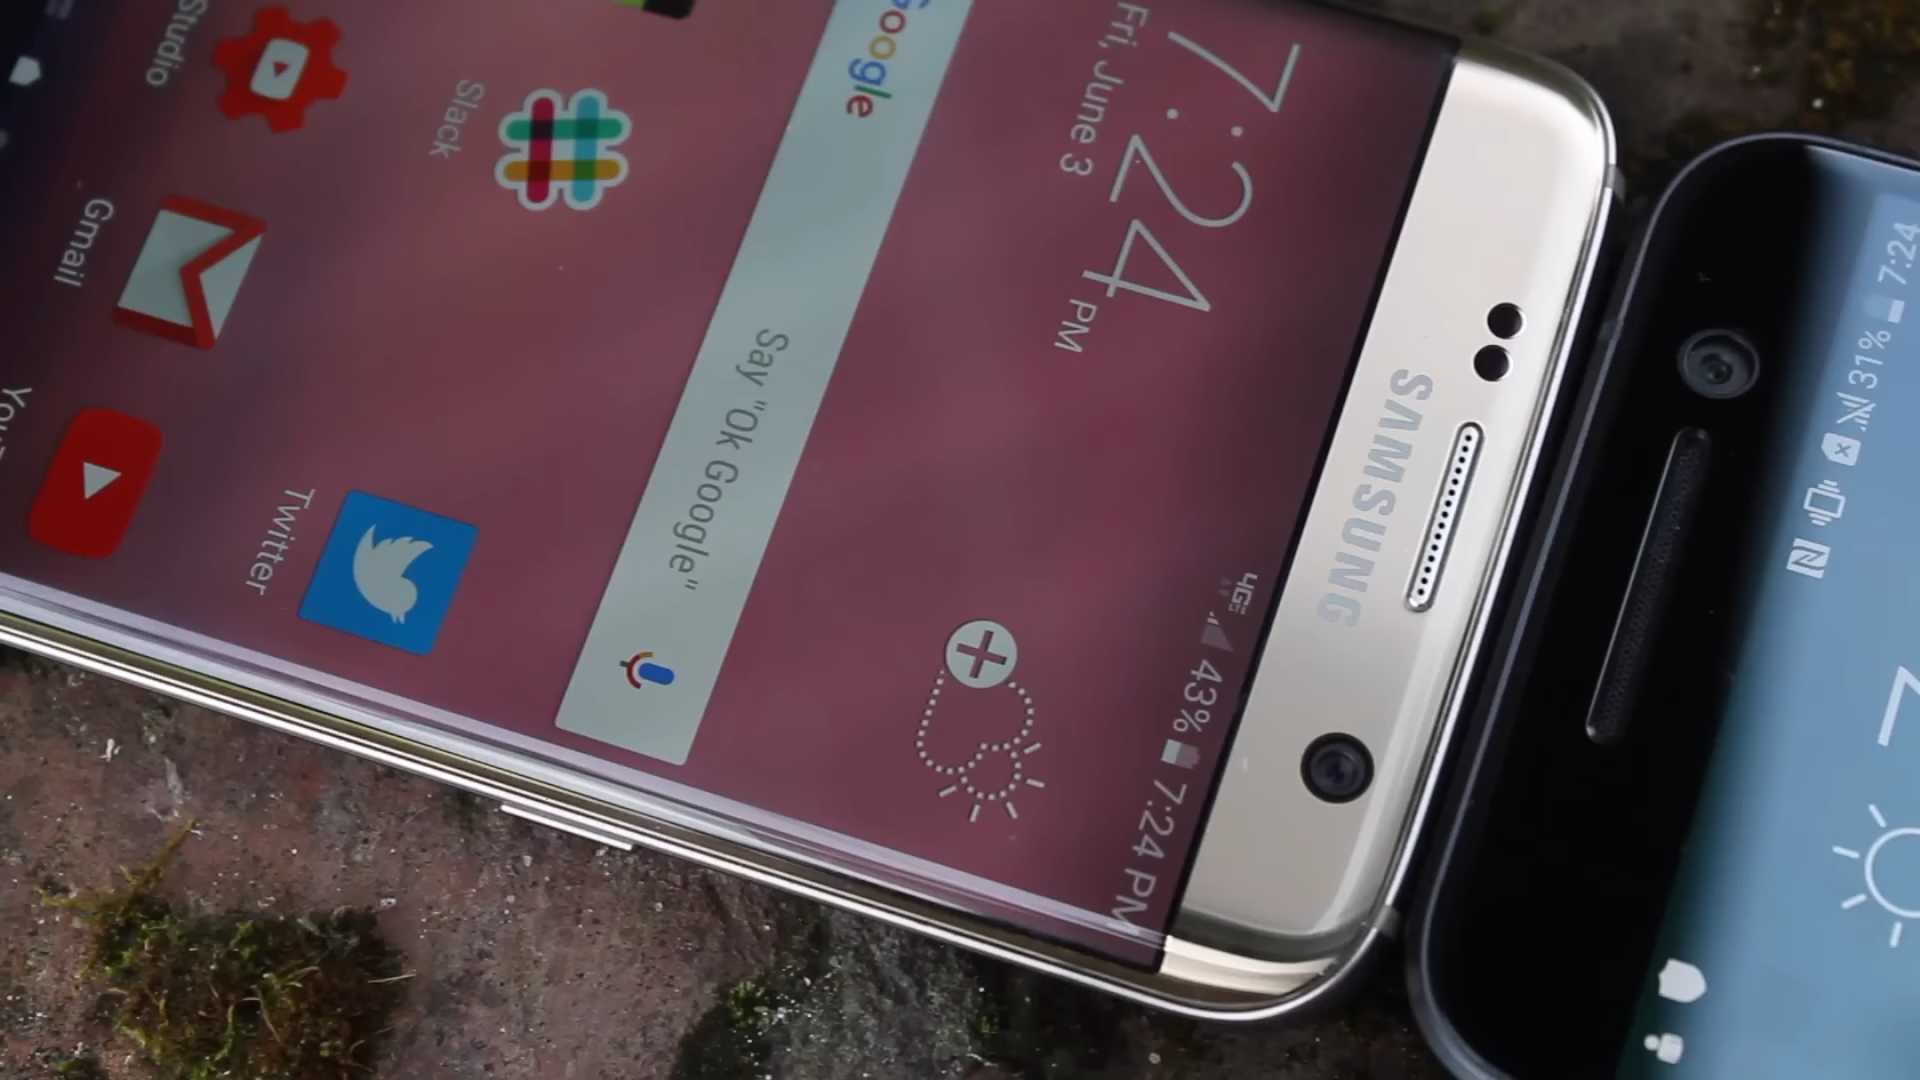 SAMSUNG
4G
43%
7:24 PM
7:24 PM
Fri, June 3
Google
Say "Ok Google"
Slack
Twitter
Studio
Gmail
31%
7:24
7